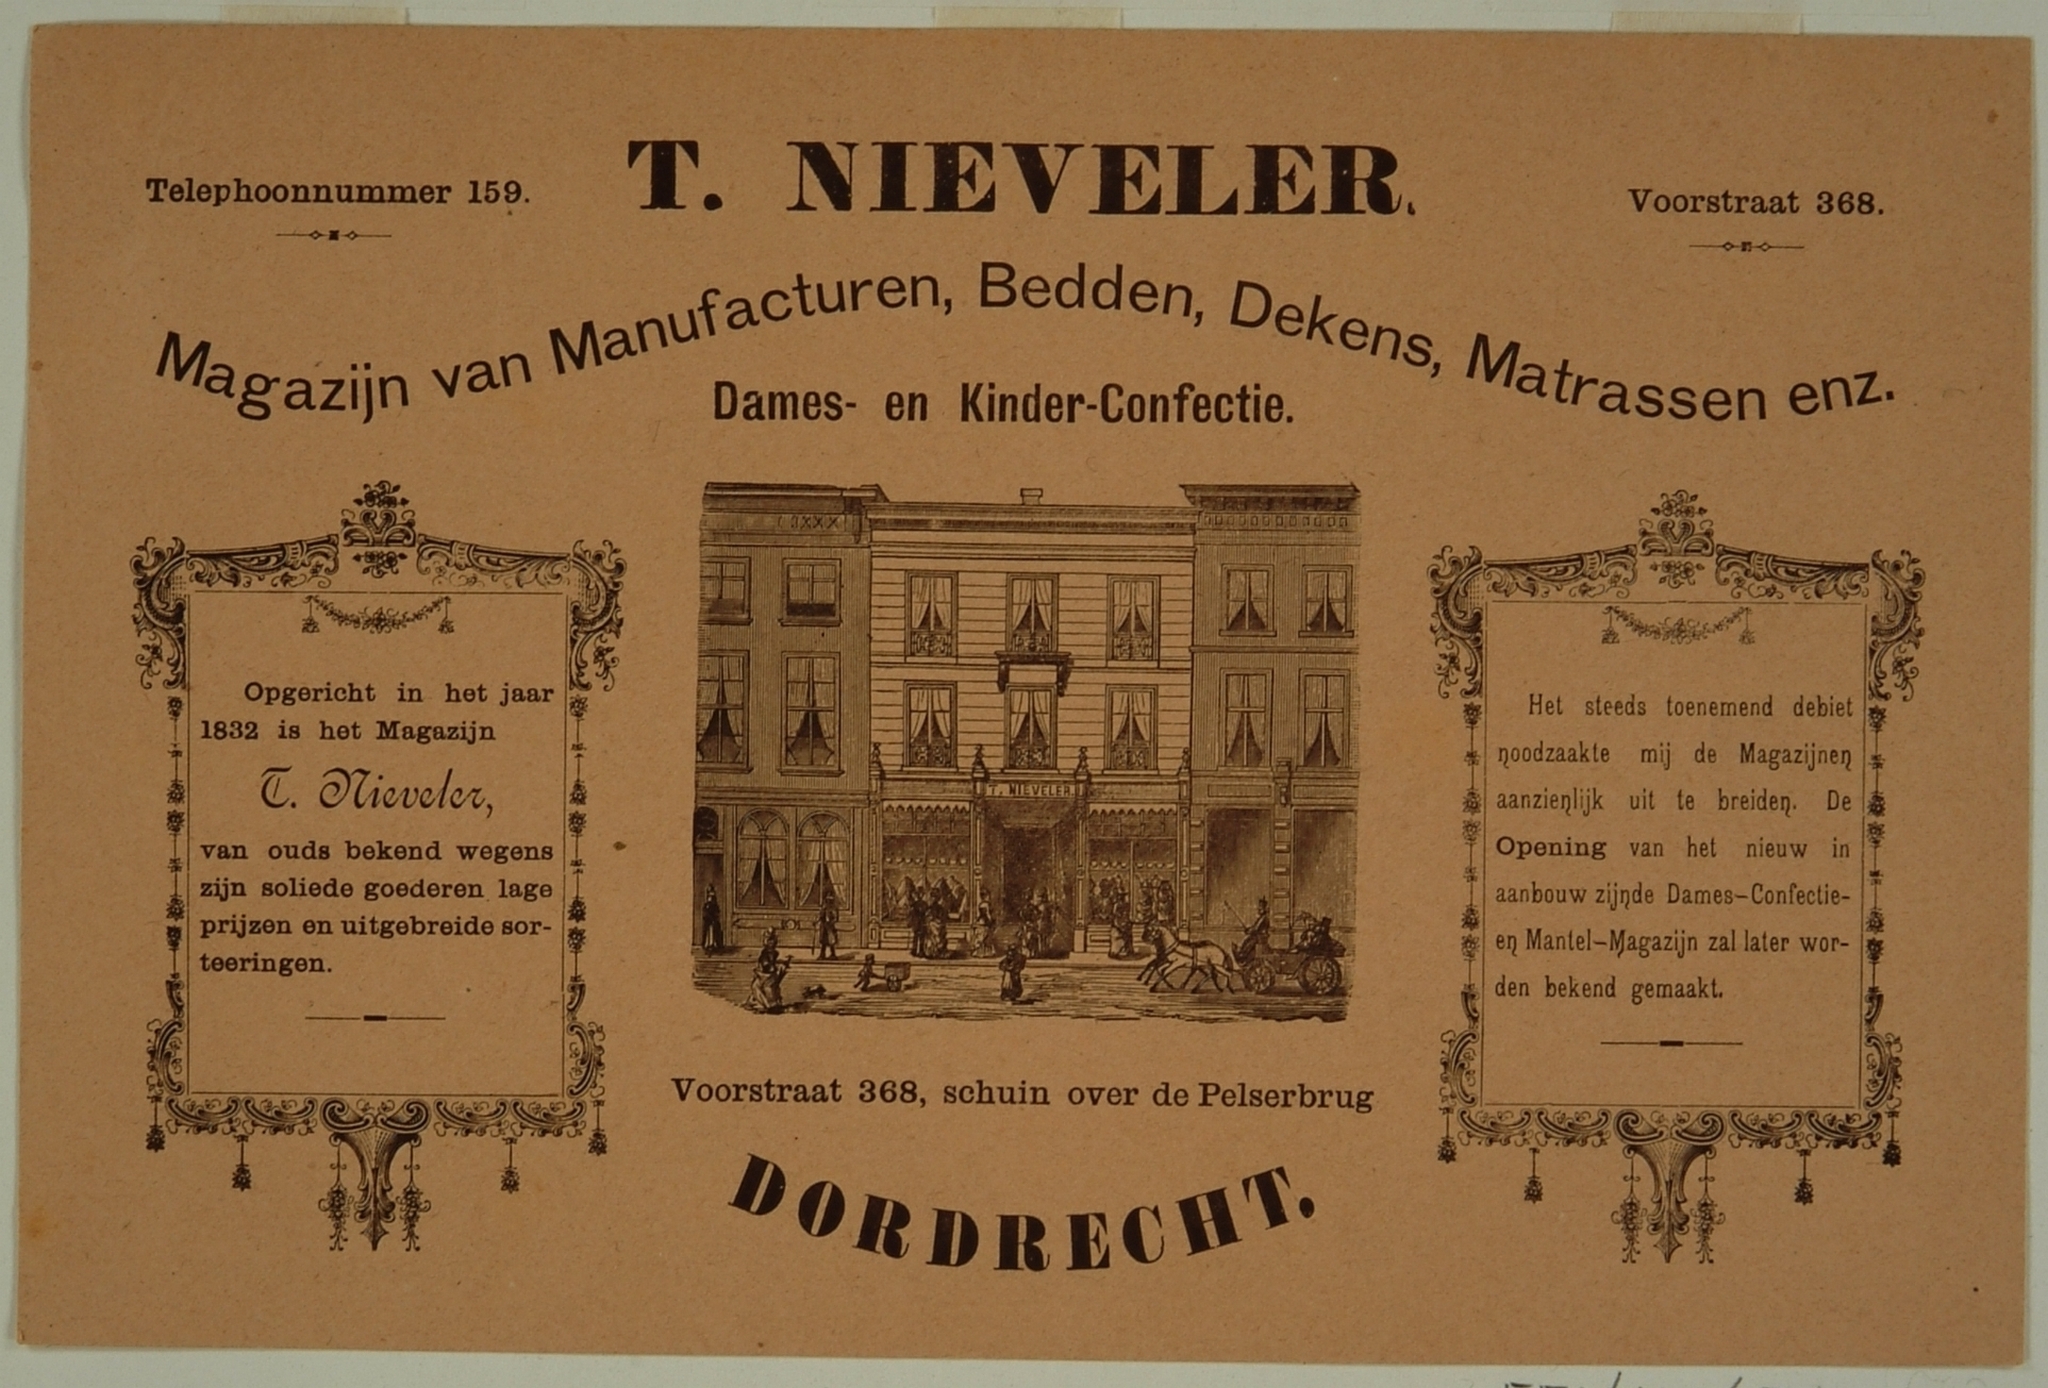 Telephoonnummer 159.
T. NIEVELER.
Voorstraat 368.
Magazijn van Manufacturen, Bedden, Dekens, Matrassen enz.
Dames- en Kinder-Confectie.
Opgericht in het jaar
1832 is het Magazijn
T. Nieveler,
van ouds bekend wegens
zijn soliede goederen lage
prijzen en uitgebreide sor-
teeringen.
T. NIEVELER
Het steeds toenemend debiet
noodzaakte mij de Magazijnen
aanzienlijk uit te breiden. De
Opening van het nieuw in
aanbouw zijnde Dames-Confectie-
en Mantel-Magazijn zal later wor-
den bekend gemaakt.
Voorstraat 368, schuin over de Pelserbrug
DORDRECHT.